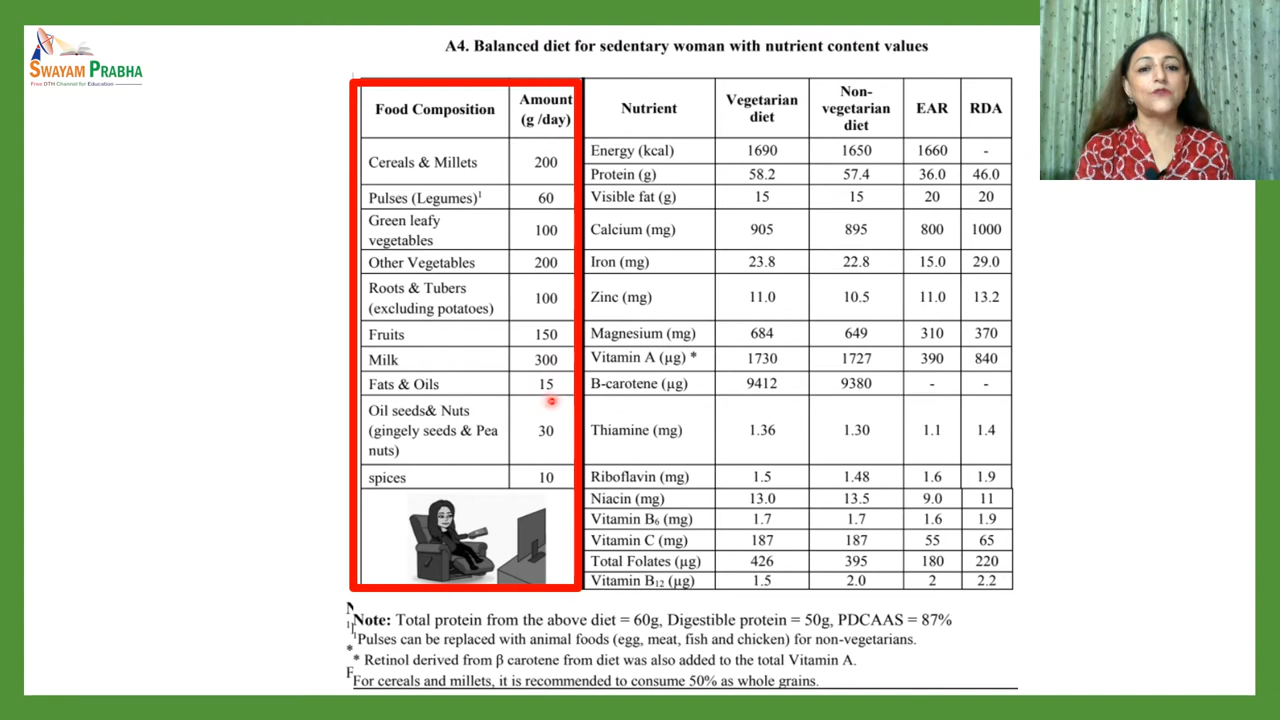 SWAYAM PRABHA
Free DTH Channel for Education
A4. Balanced diet for sedentary woman with nutrient content values
Food Composition Amount (g /day) Nutrient Vegetarian diet Non-vegetarian diet EAR RDA
Cereals & Millets 200
Energy (kcal) 1690 1650 1660 -
Protein (g) 58.2 57.4 36.0 46.0
Pulses (Legumes)¹ 60 Visible fat (g) 15 15 20 20
Green leafy vegetables 100 Calcium (mg) 905 895 800 1000
Other Vegetables 200 Iron (mg) 23.8 22.8 15.0 29.0
Roots & Tubers (excluding potatoes) 100 Zinc (mg) 11.0 10.5 11.0 13.2
Fruits 150 Magnesium (mg) 684 649 310 370
Milk 300 Vitamin A (µg) * 1730 1727 390 840
Fats & Oils 15 B-carotene (µg) 9412 9380 - -
Oil seeds& Nuts (gingely seeds & Pea nuts) 30 Thiamine (mg) 1.36 1.30 1.1 1.4
spices 10 Riboflavin (mg) 1.5 1.48 1.6 1.9
Niacin (mg) 13.0 13.5 9.0 11
Vitamin B₆ (mg) 1.7 1.7 1.6 1.9
Vitamin C (mg) 187 187 55 65
Total Folates (µg) 426 395 180 220
Vitamin B₁₂ (µg) 1.5 2.0 2 2.2
Note: Total protein from the above diet = 60g, Digestible protein = 50g, PDCAAS = 87%
¹Pulses can be replaced with animal foods (egg, meat, fish and chicken) for non-vegetarians.
* Retinol derived from β carotene from diet was also added to the total Vitamin A.
For cereals and millets, it is recommended to consume 50% as whole grains.